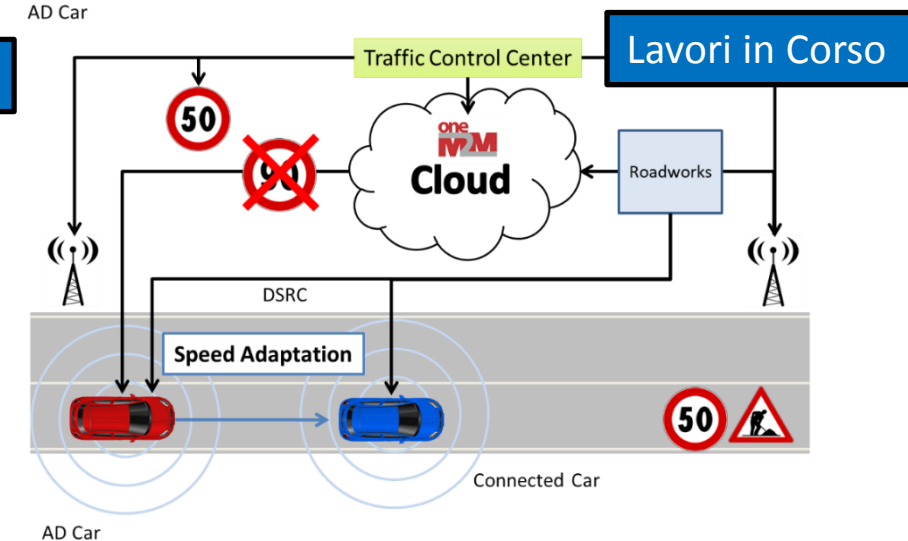 AD Car
Traffic Control Center
Lavori in Corso
50
one
M2M
90
Cloud
Roadworks
DSRC
Speed Adaptation
50
Connected Car
AD Car